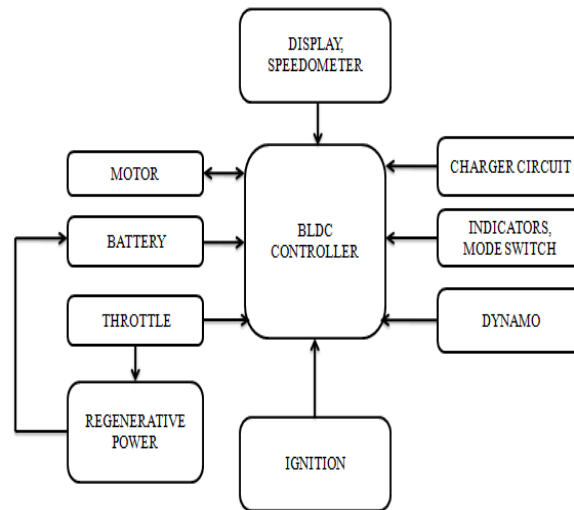 DISPLAY,
SPEEDOMETER
MOTOR
CHARGER CIRCUIT
BATTERY
BLDC
CONTROLLER
INDICATORS,
MODE SWITCH
THROTTLE
DYNAMO
REGENERATIVE
POWER
IGNITION